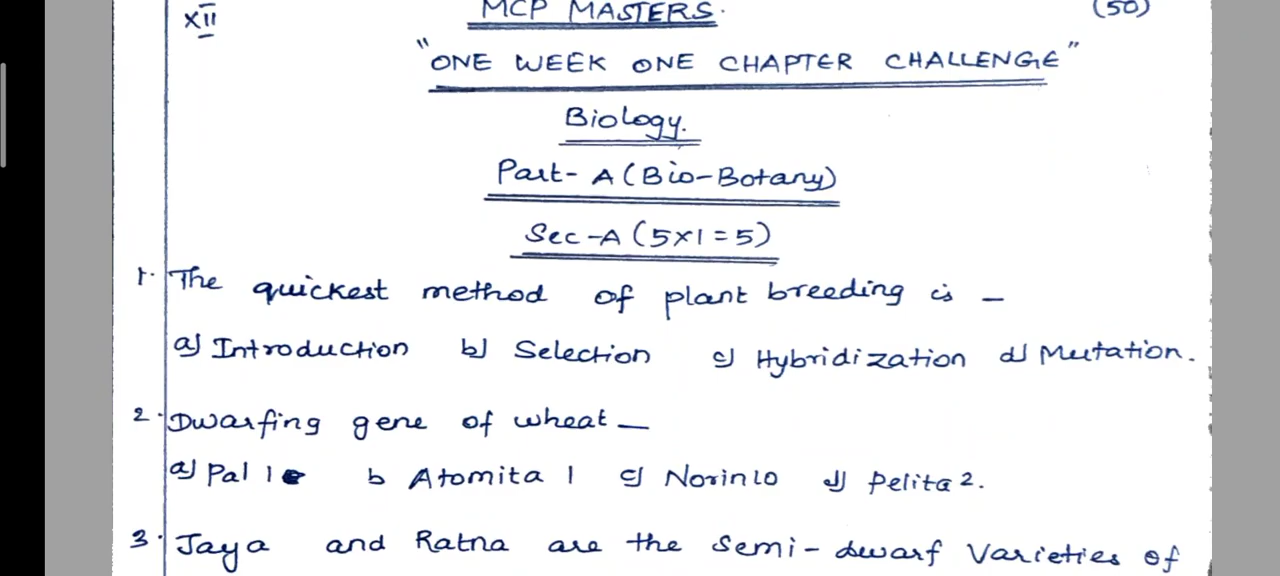 XII
MCP MASTERS.
(50)
"ONE WEEK ONE CHAPTER CHALLENGE"
Biology.
Part-A (Bio-Botany)
Sec-A (5x1=5)
1. The quickest method of plant breeding is -
a) Introduction b) Selection c) Hybridization d) Mutation.
2. Dwarfing gene of wheat —
a) Pal 1 b Atomita 1 c) Norin10 d) Pelita 2.
3. Jaya and Ratna are the Semi-dwarf varieties of